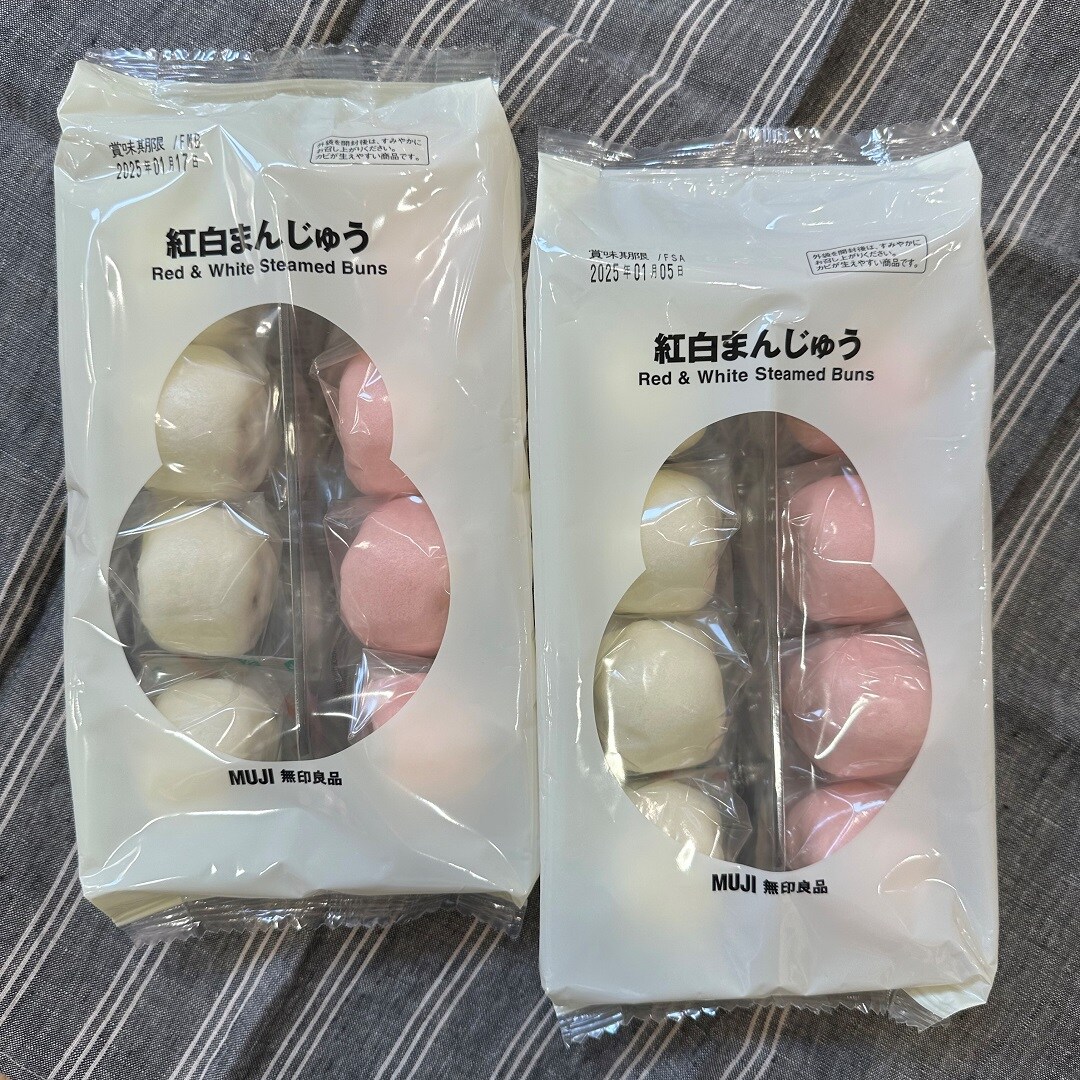 賞味期限 /FMB
2025年01月17日
外袋を開封後は、すみやかに
お召し上がりください。
カビが生えやすい商品です。
紅白まんじゅう
Red & White Steamed Buns
MUJI 無印良品
賞味期限 /FSA
2025年01月05日
外袋を開封後は、すみやかに
お召し上がりください。
カビが生えやすい商品です。
紅白まんじゅう
Red & White Steamed Buns
MUJI 無印良品